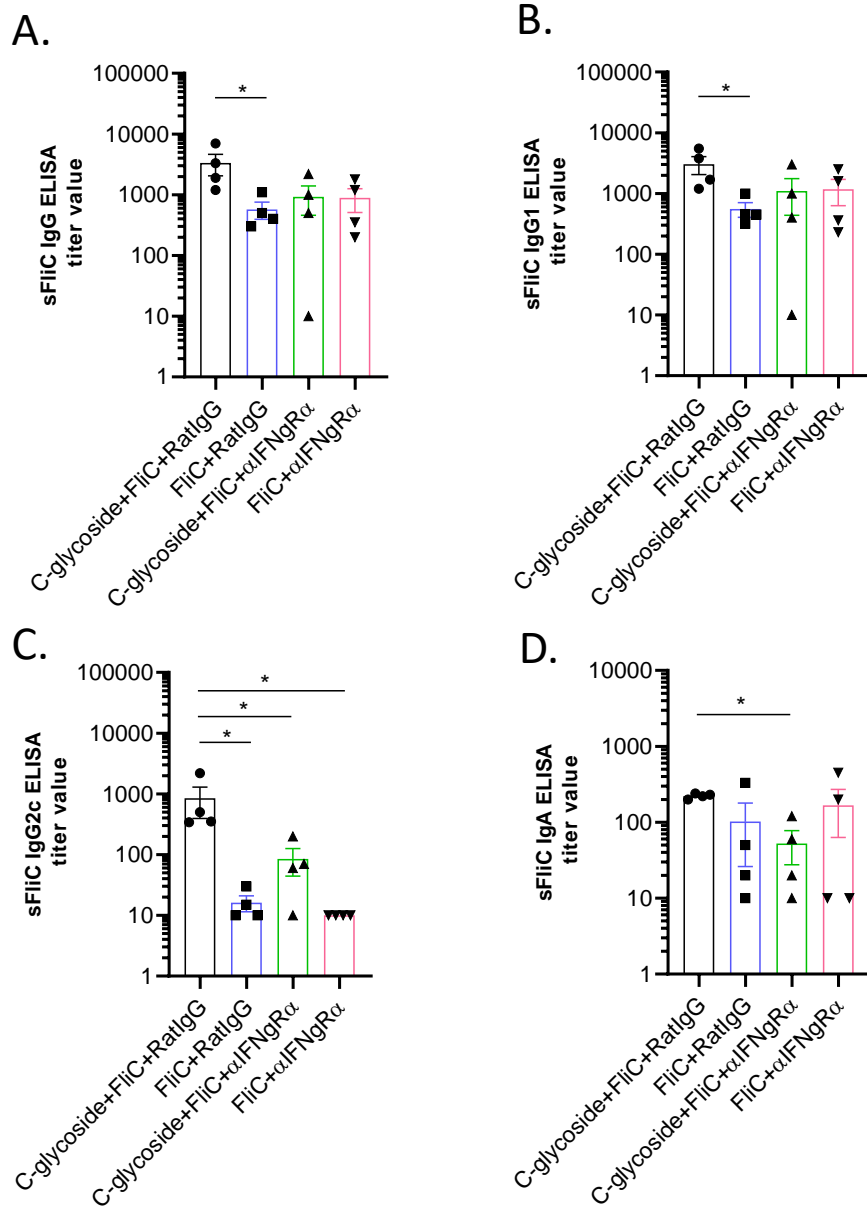 A.
100000
10000
1000
100
10
1
sFliC IgG ELISA
titer value
*
C-glycoside+FliC+RatIgG
FliC+RatIgG
C-glycoside+FliC+αIFNgRα
FliC+αIFNgRα
B.
100000
10000
1000
100
10
1
sFliC IgG1 ELISA
titer value
*
C-glycoside+FliC+RatIgG
FliC+RatIgG
C-glycoside+FliC+αIFNgRα
FliC+αIFNgRα
C.
100000
10000
1000
100
10
1
sFliC IgG2c ELISA
titer value
*
*
*
C-glycoside+FliC+RatIgG
FliC+RatIgG
C-glycoside+FliC+αIFNgRα
FliC+αIFNgRα
D.
10000
1000
100
10
1
sFliC IgA ELISA
titer value
*
C-glycoside+FliC+RatIgG
FliC+RatIgG
C-glycoside+FliC+αIFNgRα
FliC+αIFNgRα